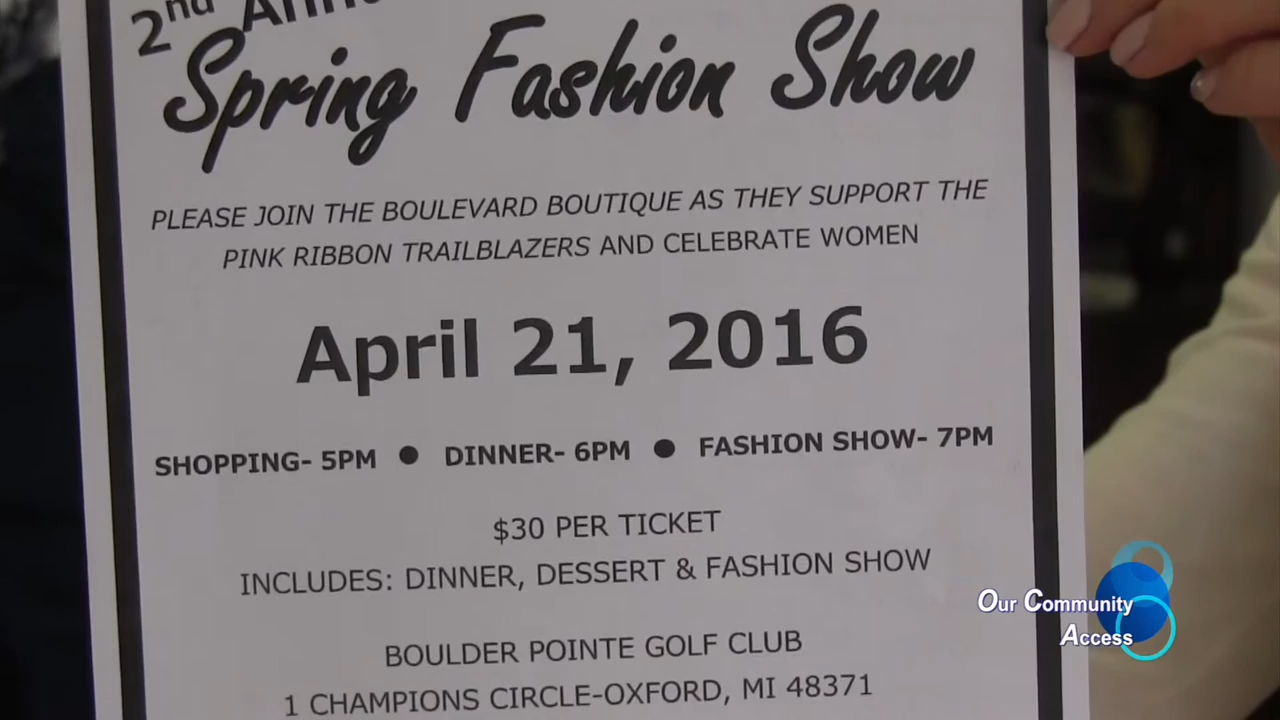 2nd
Spring Fashion Show
PLEASE JOIN THE BOULEVARD BOUTIQUE AS THEY SUPPORT THE
PINK RIBBON TRAILBLAZERS AND CELEBRATE WOMEN
April 21, 2016
SHOPPING- 5PM ● DINNER- 6PM ● FASHION SHOW- 7PM
$30 PER TICKET
INCLUDES: DINNER, DESSERT & FASHION SHOW
BOULDER POINTE GOLF CLUB
1 CHAMPIONS CIRCLE-OXFORD, MI 48371
Our Community
Access